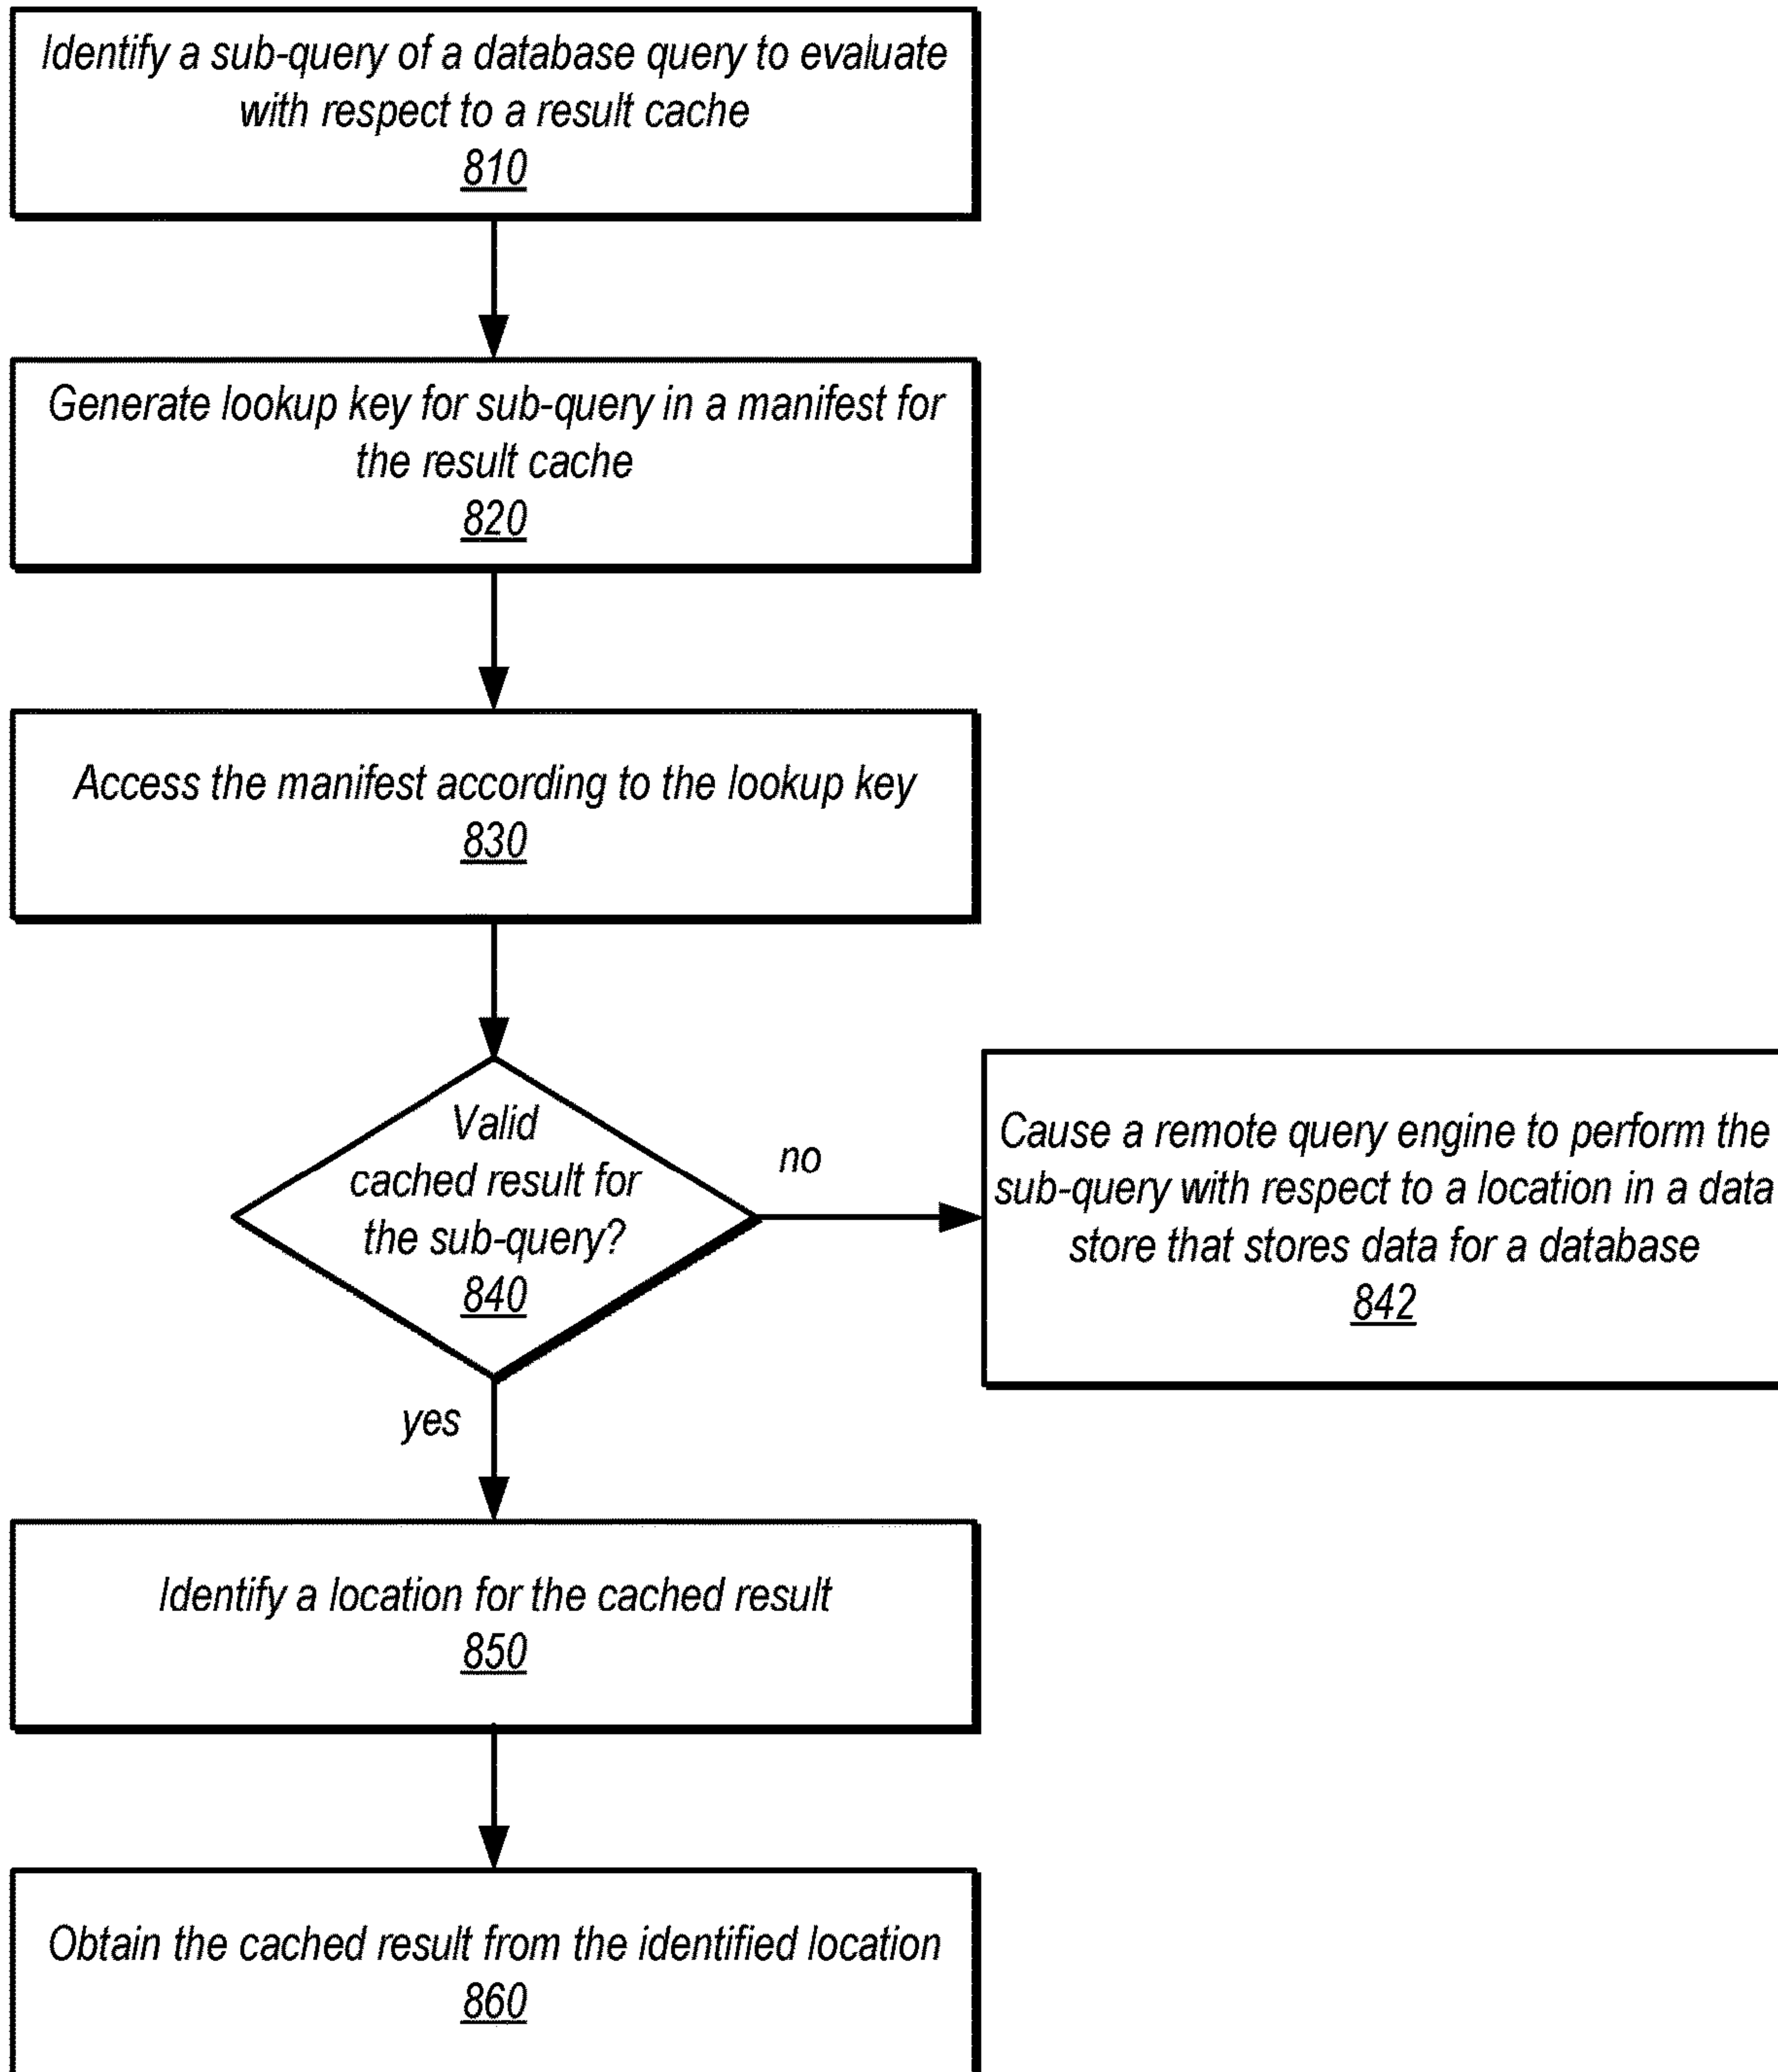 Identify a sub-query of a database query to evaluate
with respect to a result cache
810
Generate lookup key for sub-query in a manifest for
the result cache
820
Access the manifest according to the lookup key
830
Valid
cached result for
the sub-query?
840
no
Cause a remote query engine to perform the
sub-query with respect to a location in a data
store that stores data for a database
842
yes
Identify a location for the cached result
850
Obtain the cached result from the identified location
860